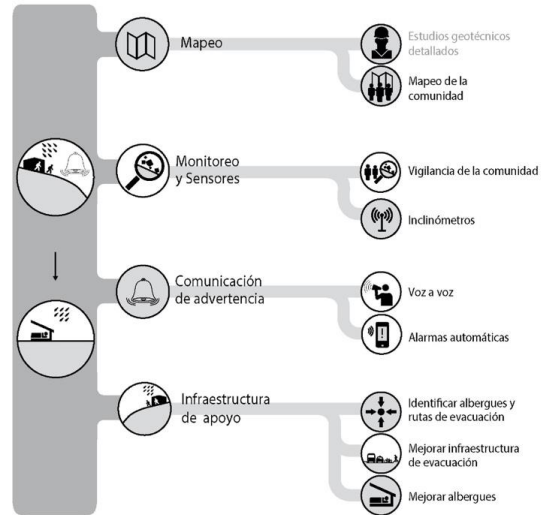 Mapeo
Estudios geotécnicos
detallados
Mapeo de la
comunidad
Monitoreo
y Sensores
Vigilancia de la comunidad
Inclinómetros
Comunicación
de advertencia
Voz a voz
Alarmas automáticas
Infraestructura
de apoyo
Identificar albergues y
rutas de evacuación
Mejorar infraestructura
de evacuación
Mejorar albergues